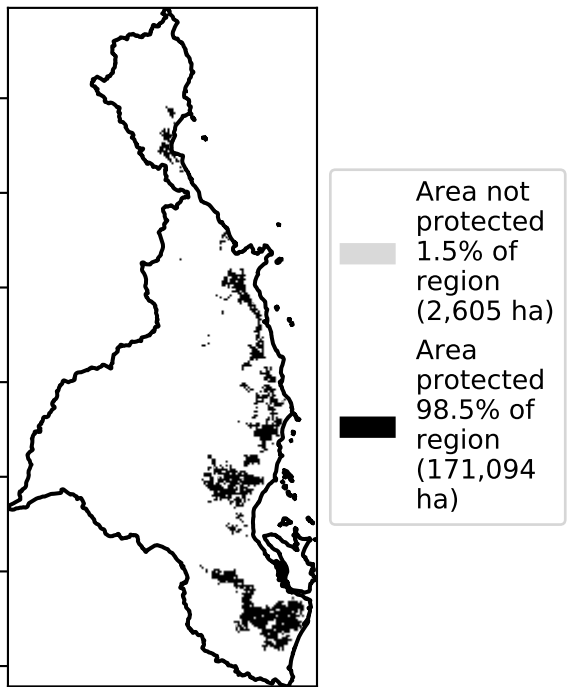 Area not
protected
1.5% of
region
(2,605 ha)
Area
protected
98.5% of
region
(171,094
ha)